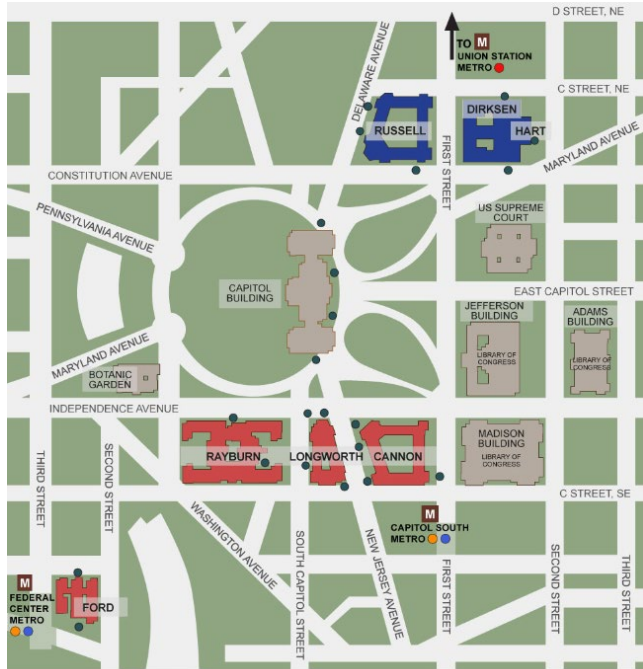 D STREET, NE
TO M
UNION STATION
METRO
DELAWARE AVENUE
C STREET, NE
DIRKSEN
RUSSELL
HART
FIRST STREET
MARYLAND AVENUE
CONSTITUTION AVENUE
PENNSYLVANIA AVENUE
US SUPREME
COURT
CAPITOL
BUILDING
EAST CAPITOL STREET
JEFFERSON
BUILDING
LIBRARY OF
CONGRESS
ADAMS
BUILDING
LIBRARY OF
CONGRESS
MARYLAND AVENUE
BOTANIC
GARDEN
INDEPENDENCE AVENUE
RAYBURN
LONGWORTH
CANNON
MADISON
BUILDING
LIBRARY OF
CONGRESS
THIRD STREET
SECOND STREET
C STREET, SE
WASHINGTON AVENUE
SOUTH CAPITOL STREET
NEW JERSEY AVENUE
M
CAPITOL SOUTH
METRO
FIRST STREET
SECOND STREET
THIRD STREET
M
FEDERAL
CENTER
METRO
FORD